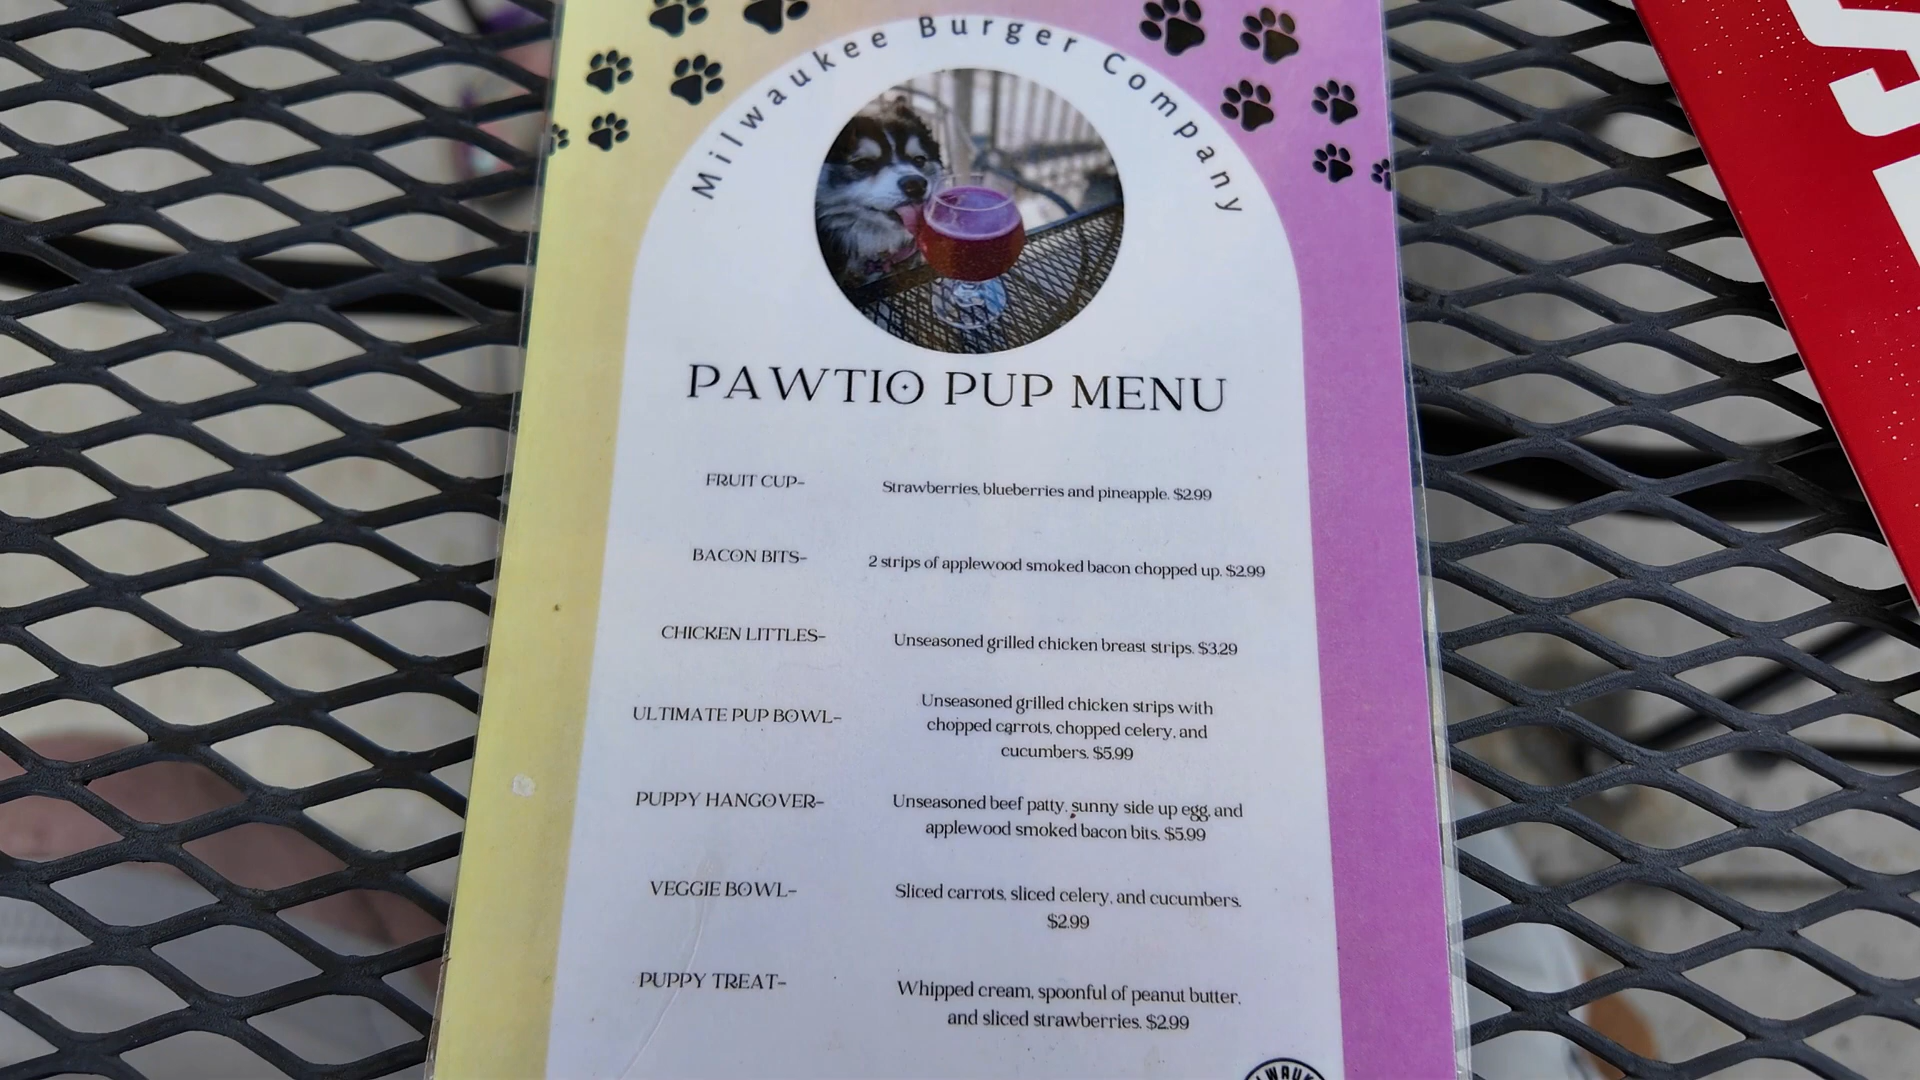 Milwaukee Burger Company
PAWTIO PUP MENU
FRUIT CUP-
Strawberries, blueberries and pineapple. $2.99
BACON BITS-
2 strips of applewood smoked bacon chopped up. $2.99
CHICKEN LITTLES-
Unseasoned grilled chicken breast strips. $3.29
ULTIMATE PUP BOWL-
Unseasoned grilled chicken strips with
chopped carrots, chopped celery, and
cucumbers. $5.99
PUPPY HANGOVER-
Unseasoned beef patty, sunny side up egg, and
applewood smoked bacon bits. $5.99
VEGGIE BOWL-
Sliced carrots, sliced celery, and cucumbers.
$2.99
PUPPY TREAT-
Whipped cream, spoonful of peanut butter,
and sliced strawberries. $2.99